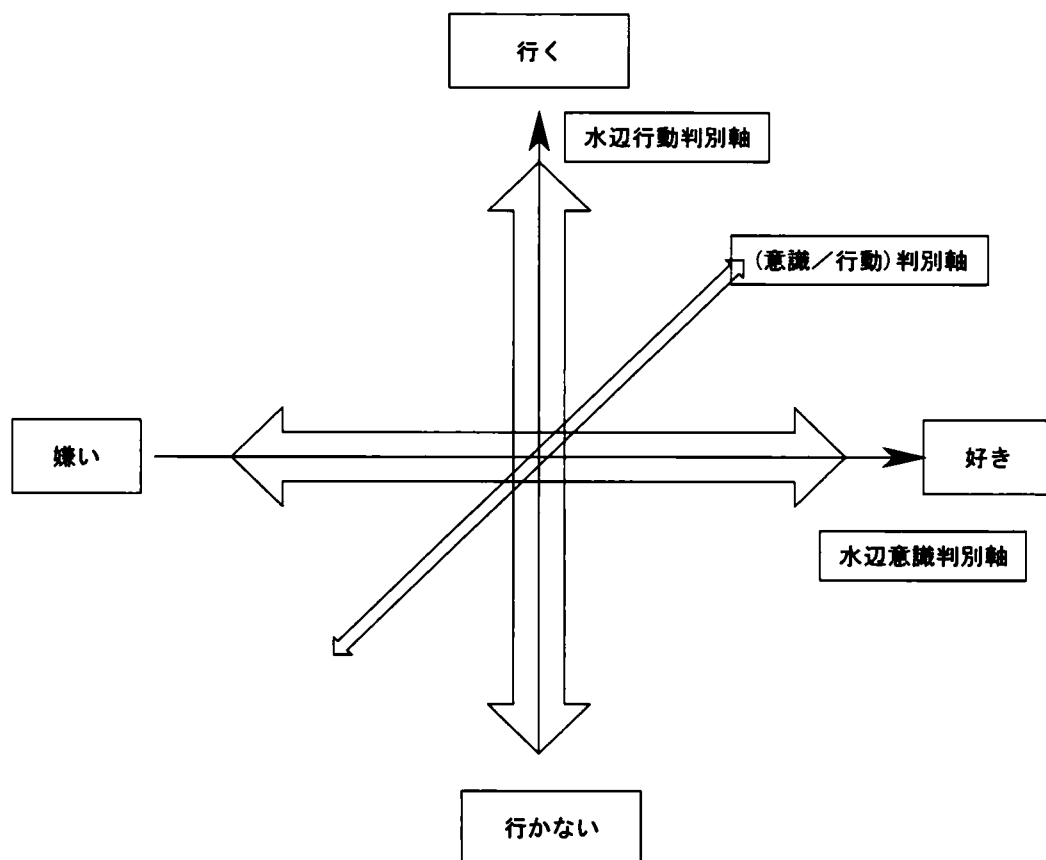 行く
水辺行動判別軸
(意識／行動)判別軸
嫌い
好き
水辺意識判別軸
行かない